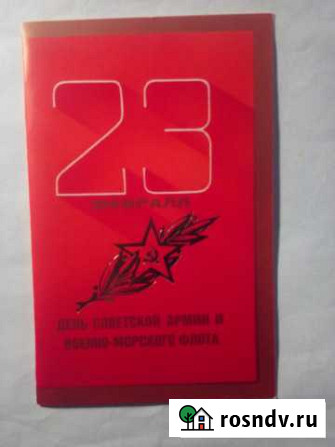 23
ФЕВРАЛЯ
ДЕНЬ СОВЕТСКОЙ АРМИИ И
ВОЕННО-МОРСКОГО ФЛОТА
rosndv.ru